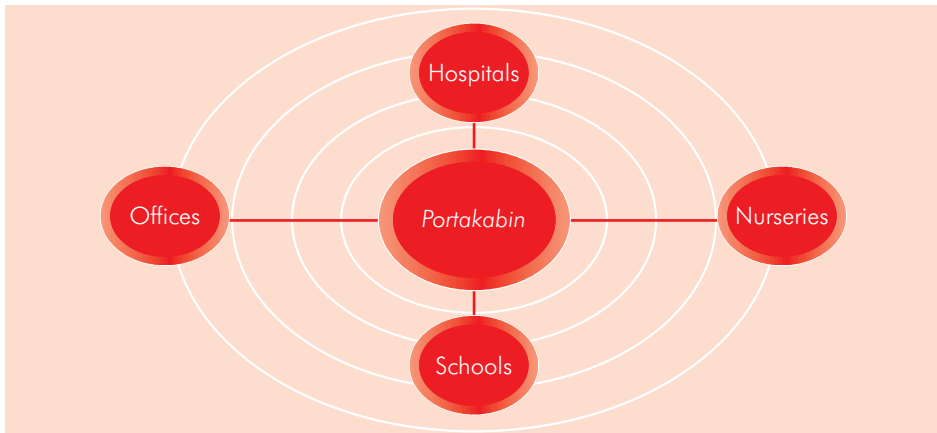 Hospitals
Offices
Portakabin
Nurseries
Schools